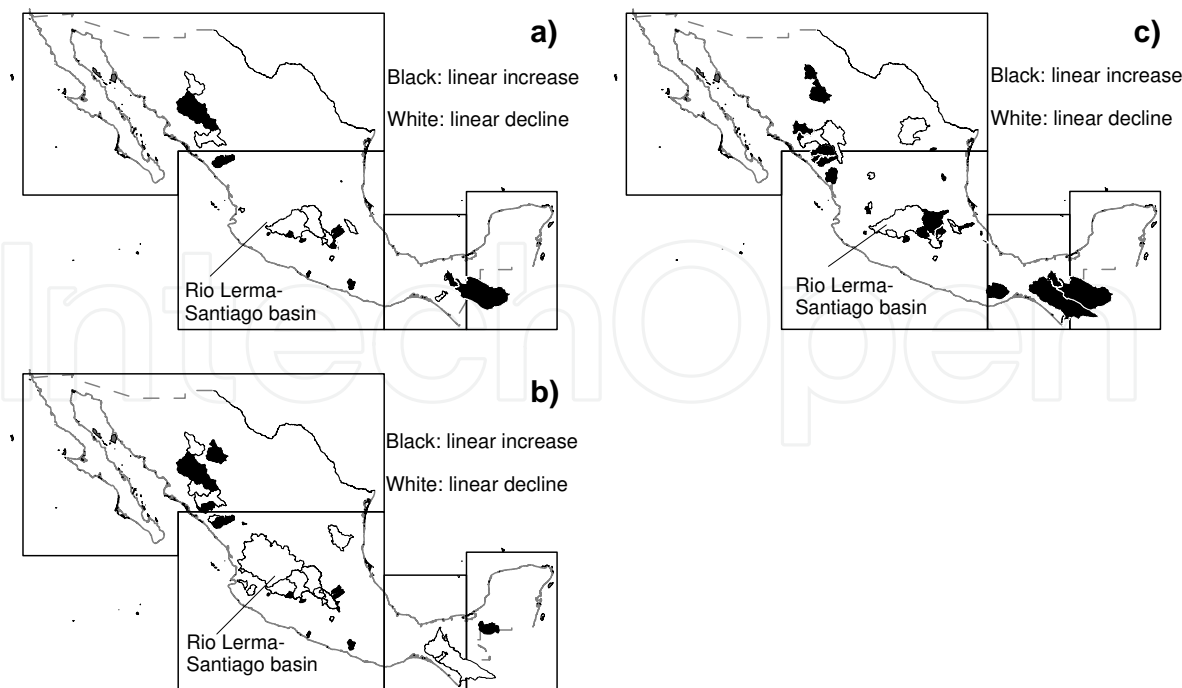 a)
Black: linear increase
White: linear decline
Rio Lerma-
Santiago basin
c)
Black: linear increase
White: linear decline
Rio Lerma-
Santiago basin
b)
Black: linear increase
White: linear decline
Rio Lerma-
Santiago basin
IntechOpen